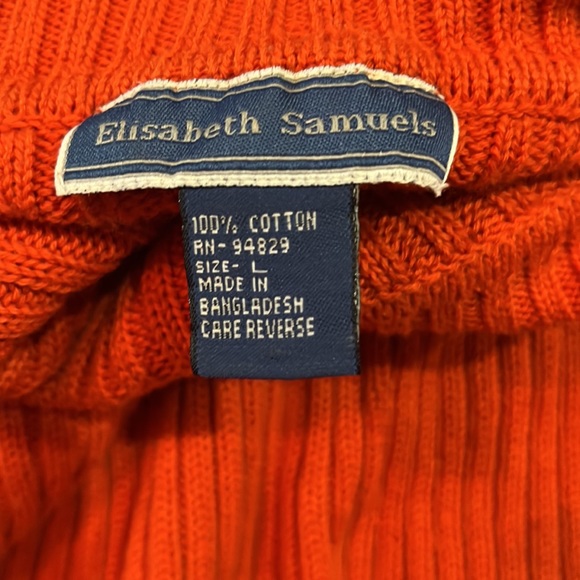 Elisabeth Samuels
100% COTTON
RN-94829
SIZE- L
MADE IN
BANGLADESH
CARE REVERSE